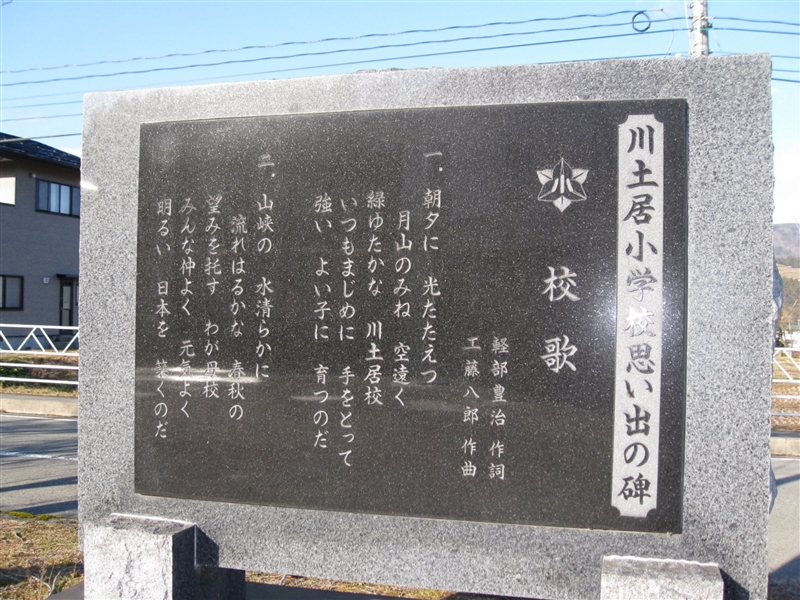 川土居小学校思い出の碑
小
校歌
軽部豊治 作詞
工藤八郎 作曲
一、朝夕に 光たたえつ
月山のみね 空遠く
緑ゆたかな 川土居校
いつもまじめに 手をとって
強い よい子に 育つのだ
二、山峡の 水清らかに
流れはるかな 春秋の
望みを托す わが母校
みんな仲よく 元気よく
明るい 日本を 築くのだ